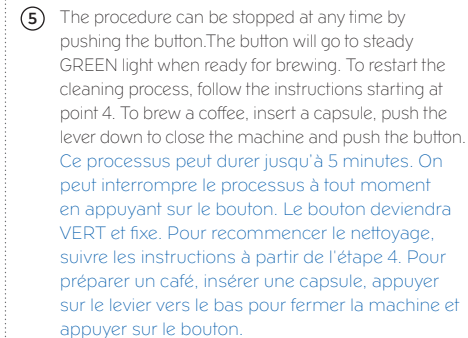 5 The procedure can be stopped at any time by
pushing the button.The button will go to steady
GREEN light when ready for brewing. To restart the
cleaning process, follow the instructions starting at
point 4. To brew a coffee, insert a capsule, push the
lever down to close the machine and push the button.
Ce processus peut durer jusqu'à 5 minutes. On
peut interrompre le processus à tout moment
en appuyant sur le bouton. Le bouton deviendra
VERT et fixe. Pour recommencer le nettoyage,
suivre les instructions à partir de l'étape 4. Pour
préparer un café, insérer une capsule, appuyer
sur le levier vers le bas pour fermer la machine et
appuyer sur le bouton.